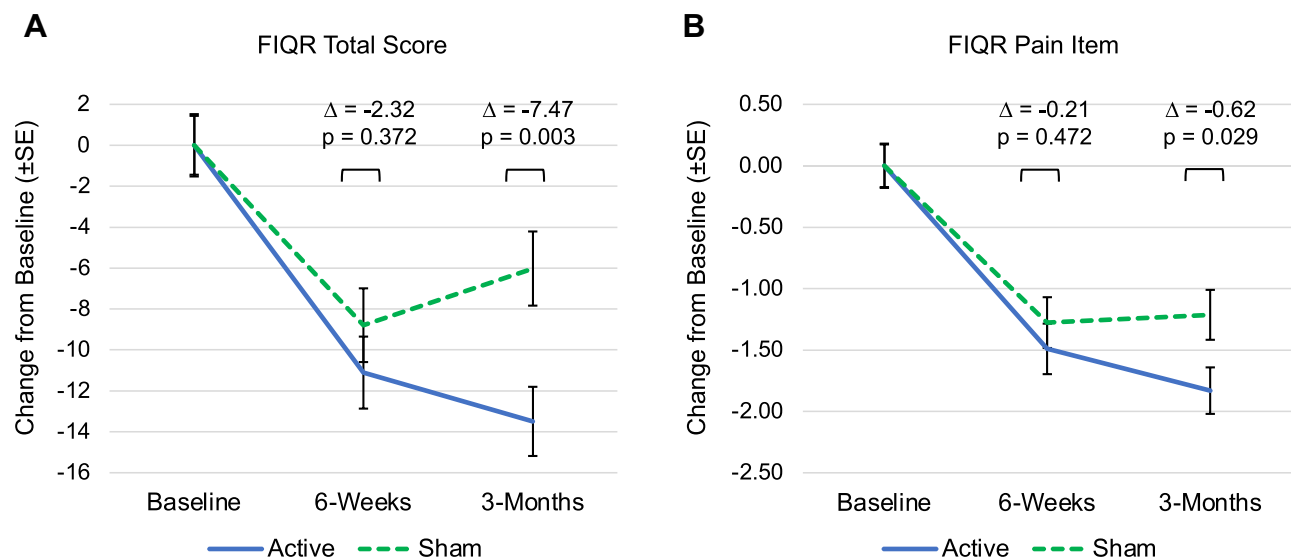 A
FIQR Total Score
Change from Baseline (±SE)
2
0
-2
-4
-6
-8
-10
-12
-14
-16
Δ = -2.32
p = 0.372
Δ = -7.47
p = 0.003
Baseline
6-Weeks
3-Months
Active
Sham
B
FIQR Pain Item
Change from Baseline (±SE)
0.50
0.00
-0.50
-1.00
-1.50
-2.00
-2.50
Δ = -0.21
p = 0.472
Δ = -0.62
p = 0.029
Baseline
6-Weeks
3-Months
Active
Sham